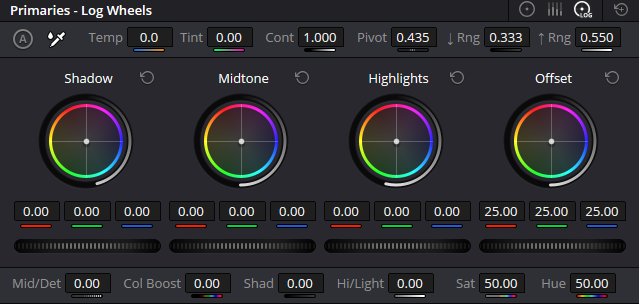 Primaries - Log Wheels LOG
A Temp 0.0 Tint 0.00 Cont 1.000 Pivot 0.435 ↓ Rng 0.333 ↑ Rng 0.550
Shadow Midtone Highlights Offset
0.00 0.00 0.00 0.00 0.00 0.00 0.00 0.00 0.00 25.00 25.00 25.00
Mid/Det 0.00 Col Boost 0.00 Shad 0.00 Hi/Light 0.00 Sat 50.00 Hue 50.00